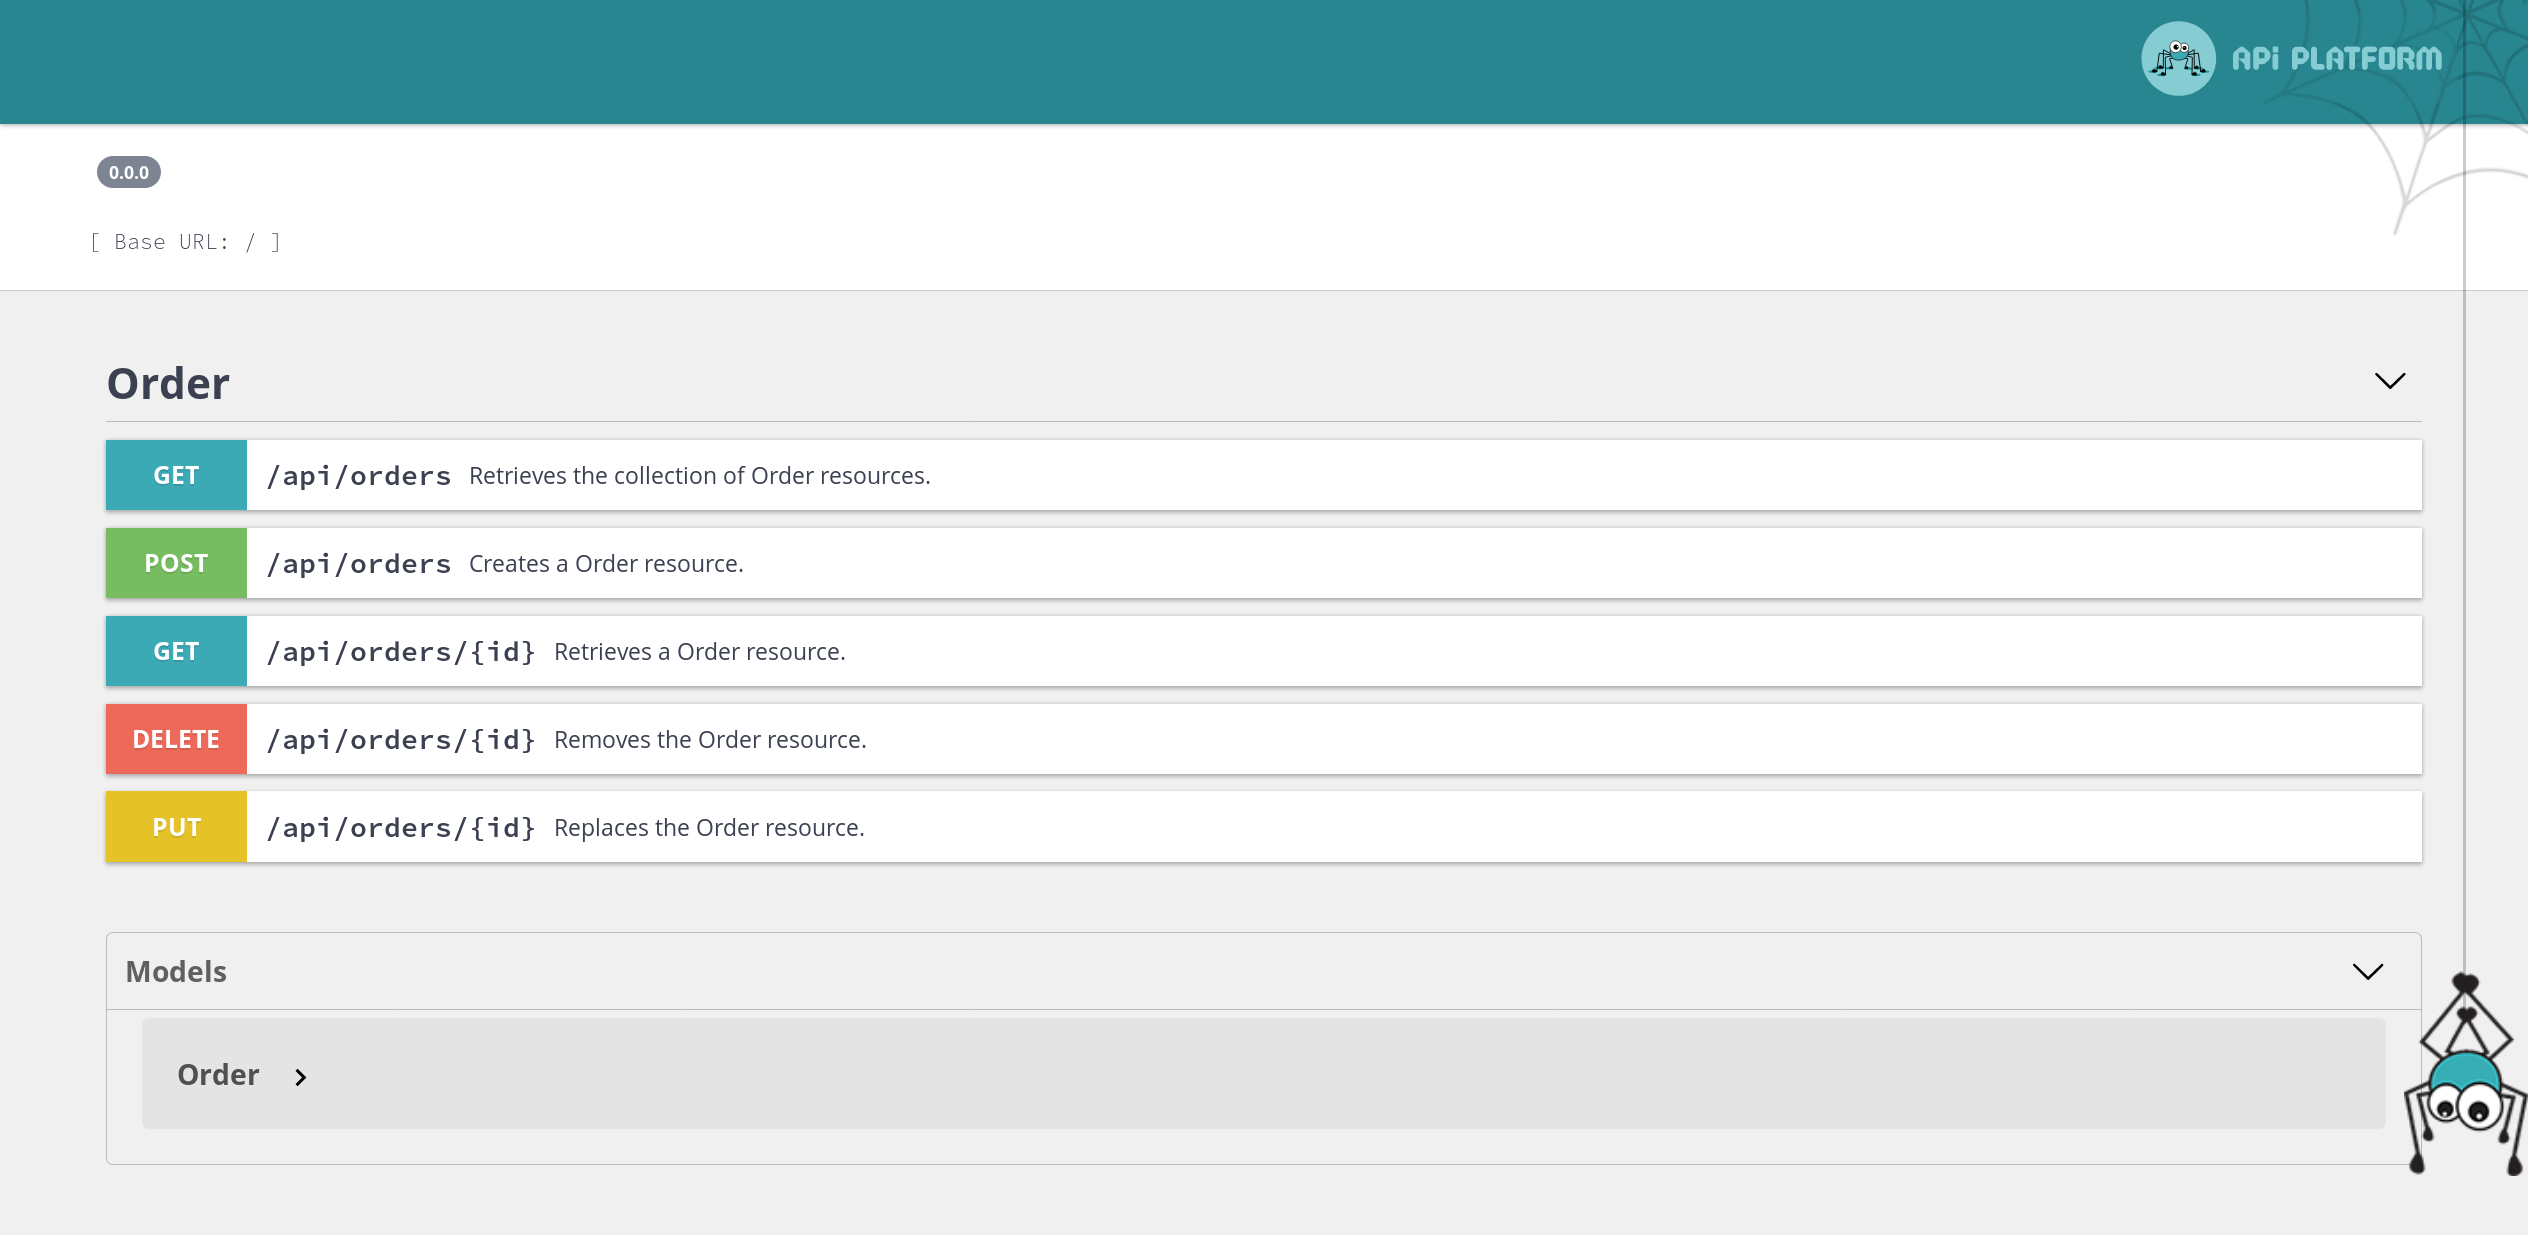 APi PLATFORM
0.0.0
[ Base URL: / ]
Order
GET /api/orders Retrieves the collection of Order resources.
POST /api/orders Creates a Order resource.
GET /api/orders/{id} Retrieves a Order resource.
DELETE /api/orders/{id} Removes the Order resource.
PUT /api/orders/{id} Replaces the Order resource.
Models
Order